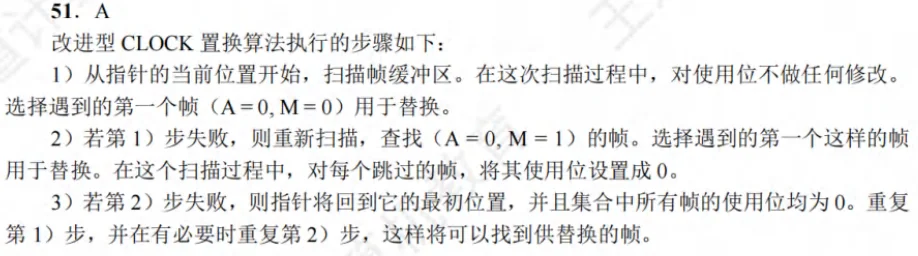 51. A
改进型 CLOCK 置换算法执行的步骤如下：
1）从指针的当前位置开始，扫描帧缓冲区。在这次扫描过程中，对使用位不做任何修改。
选择遇到的第一个帧（A = 0, M = 0）用于替换。
2）若第 1）步失败，则重新扫描，查找（A = 0, M = 1）的帧。选择遇到的第一个这样的帧
用于替换。在这个扫描过程中，对每个跳过的帧，将其使用位设置成 0。
3）若第 2）步失败，则指针将回到它的最初位置，并且集合中所有帧的使用位均为 0。重复
第 1）步，并在有必要时重复第 2）步，这样将可以找到供替换的帧。